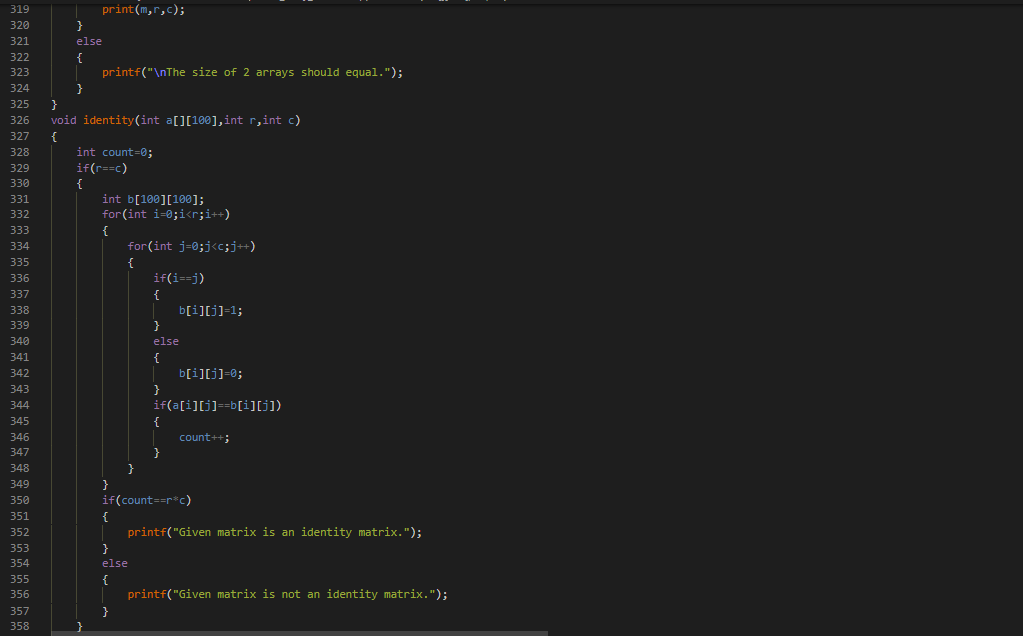 319 print(m,r,c);
320 }
321 else
322 {
323 printf("\nThe size of 2 arrays should equal.");
324 }
325 }
326 void identity(int a[][100],int r,int c)
327 {
328 int count=0;
329 if(r==c)
330 {
331 int b[100][100];
332 for(int i=0;i<r;i++)
333 {
334 for(int j=0;j<c;j++)
335 {
336 if(i==j)
337 {
338 b[i][j]=1;
339 }
340 else
341 {
342 b[i][j]=0;
343 }
344 if(a[i][j]==b[i][j])
345 {
346 count++;
347 }
348 }
349 }
350 if(count==r*c)
351 {
352 printf("Given matrix is an identity matrix.");
353 }
354 else
355 {
356 printf("Given matrix is not an identity matrix.");
357 }
358 }